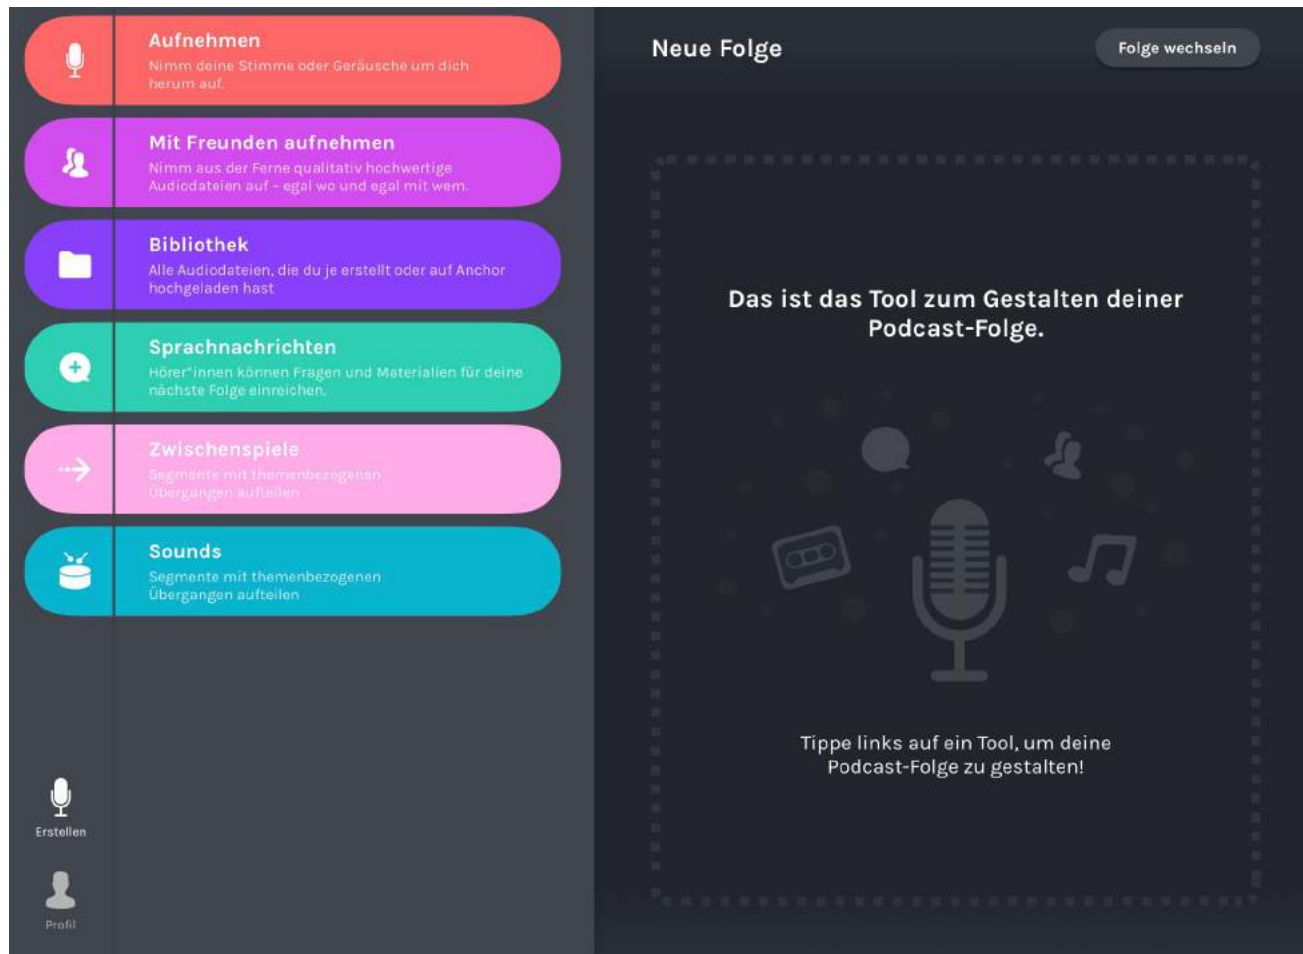 Aufnehmen
Nimm deine Stimme oder Geräusche um dich
herum auf.
Mit Freunden aufnehmen
Nimm aus der Ferne qualitativ hochwertige
Audiodateien auf – egal wo und egal mit wem.
Bibliothek
Alle Audiodateien, die du je erstellt oder auf Anchor
hochgeladen hast
Sprachnachrichten
Hörer*innen können Fragen und Materialien für deine
nächste Folge einreichen.
Zwischenspiele
Segmente mit themenbezogenen
Übergangen aufteilen
Sounds
Segmente mit themenbezogenen
Übergangen aufteilen
Erstellen
Profil
Neue Folge
Folge wechseln
Das ist das Tool zum Gestalten deiner
Podcast-Folge.
Tippe links auf ein Tool, um deine
Podcast-Folge zu gestalten!